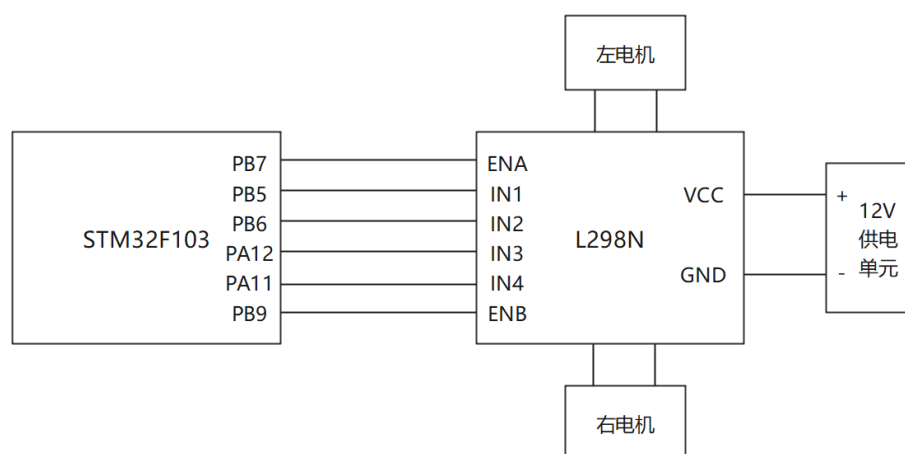 左电机
PB7
PB5
PB6
STM32F103
PA12
PA11
PB9
ENA
IN1
IN2
L298N
IN3
IN4
ENB
VCC
GND
+
12V
供电
-
单元
右电机